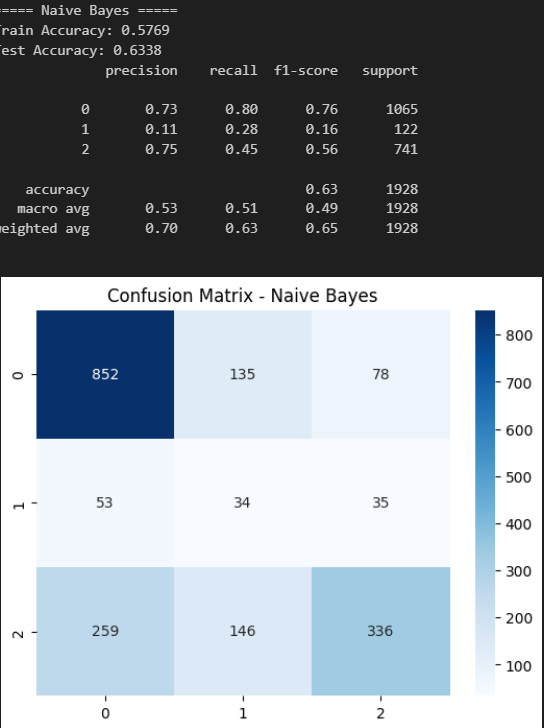 ==== Naive Bayes =====
rain Accuracy: 0.5769
est Accuracy: 0.6338
precision recall f1-score support
0 0.73 0.80 0.76 1065
1 0.11 0.28 0.16 122
2 0.75 0.45 0.56 741
accuracy 0.63 1928
macro avg 0.53 0.51 0.49 1928
eighted avg 0.70 0.63 0.65 1928
Confusion Matrix - Naive Bayes
0 852 135 78
1 53 34 35
2 259 146 336
0 1 2
800
700
600
500
400
300
200
100